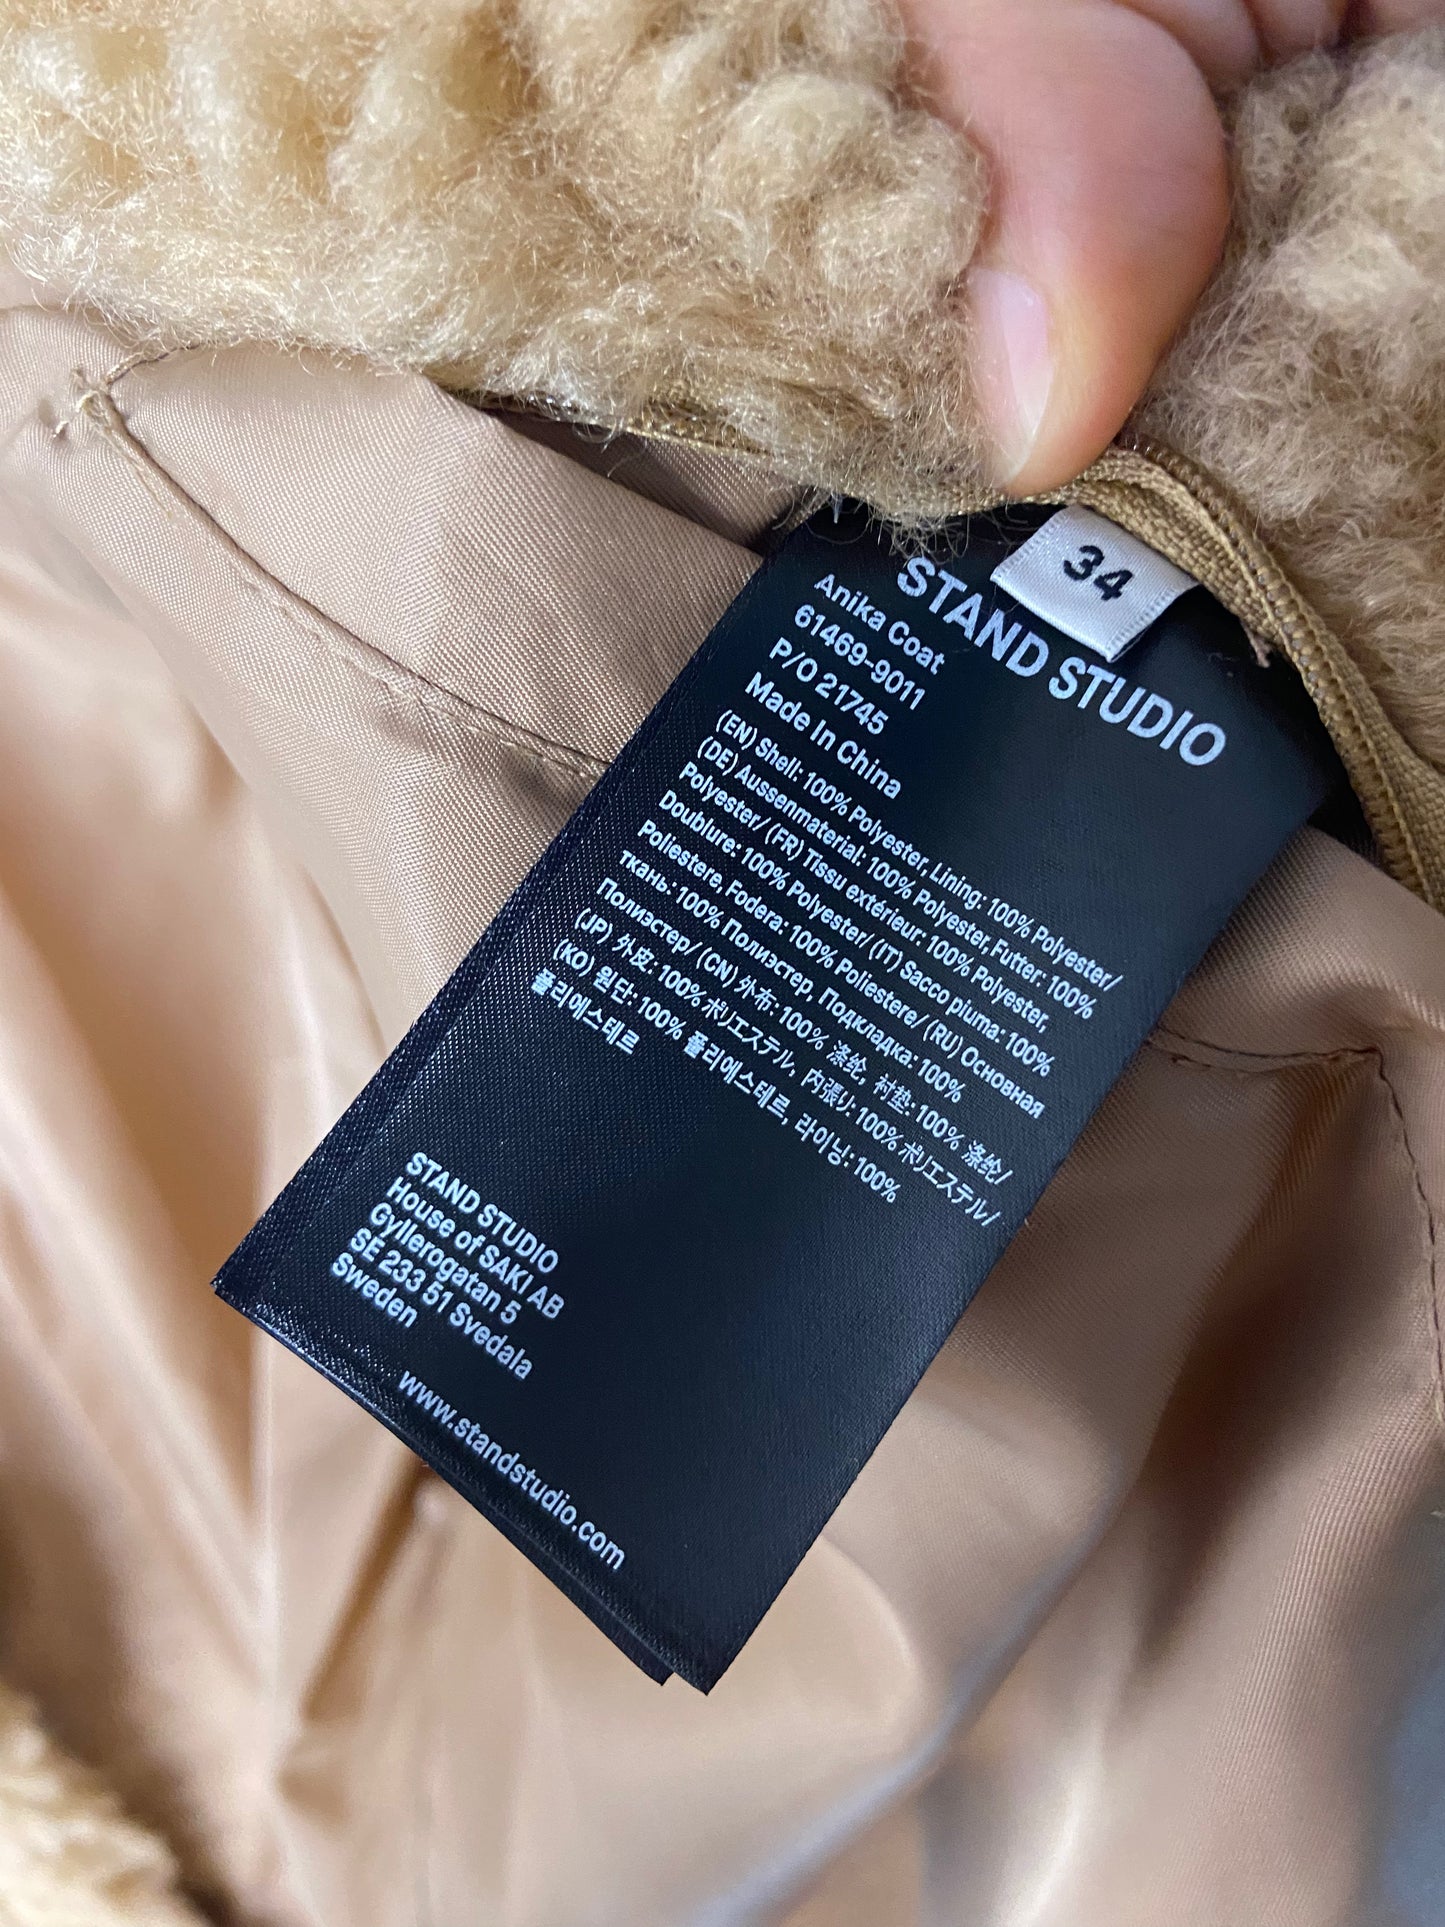 34
STAND STUDIO
Anika Coat
61469-9011
P/O 21745
Made In China
(EN) Shell: 100% Polyester, Lining: 100% Polyester/
(DE) Aussenmaterial: 100% Polyester, Futter: 100%
Polyester/ (FR) Tissu extérieur: 100% Polyester,
Doublure: 100% Polyester/ (IT) Sacco piuma: 100%
Poliestere, Fodera: 100% Poliestere/ (RU) Основная
ткань: 100% Полиэстер, Подкладка: 100%
Полиэстер/ (CN) 外布: 100% 涤纶, 衬垫: 100% 涤纶/
(JP) 外皮: 100% ポリエステル, 内張り: 100% ポリエステル/
(KO) 원단: 100% 폴리에스테르, 라이닝: 100%
폴리에스테르
STAND STUDIO
House of SAKI AB
Gyllerogatan 5
SE 233 51 Svedala
Sweden
www.standstudio.com